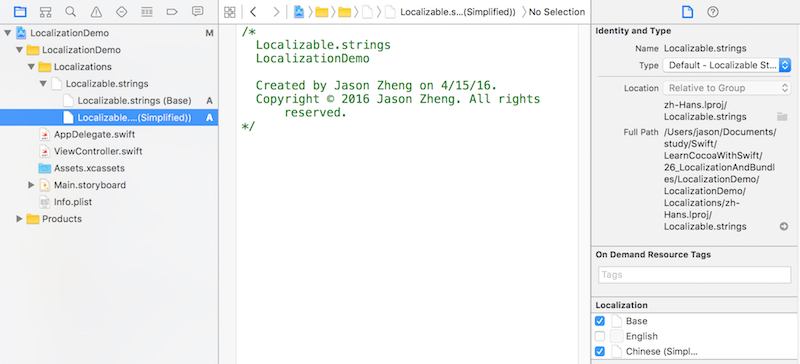 LocalizationDemo M
LocalizationDemo
Localizations
Localizable.strings
Localizable.strings (Base) A
Localizable....(Simplified)) A
AppDelegate.swift
ViewController.swift
Assets.xcassets
Main.storyboard
Info.plist
Products
Localizable.s...(Simplified)) No Selection
/*
Localizable.strings
LocalizationDemo
Created by Jason Zheng on 4/15/16.
Copyright © 2016 Jason Zheng. All rights
reserved.
*/
Identity and Type
Name Localizable.strings
Type Default - Localizable St...
Location Relative to Group
zh-Hans.lproj/
Localizable.strings
Full Path /Users/jason/Documents/
study/Swift/
LearnCocoaWithSwift/
26_LocalizationAndBundl
es/LocalizationDemo/
LocalizationDemo/
Localizations/zh-
Hans.lproj/
Localizable.strings
On Demand Resource Tags
Tags
Localization
Base
English
Chinese (Simpl...